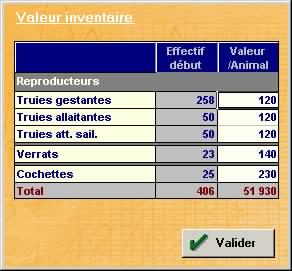 Valeur inventaire
Effectif début Valeur /Animal
Reproducteurs
Truies gestantes 258 120
Truies allaitantes 50 120
Truies att. sail. 50 120
Verrats 23 140
Cochettes 25 230
Total 406 51 930
Valider